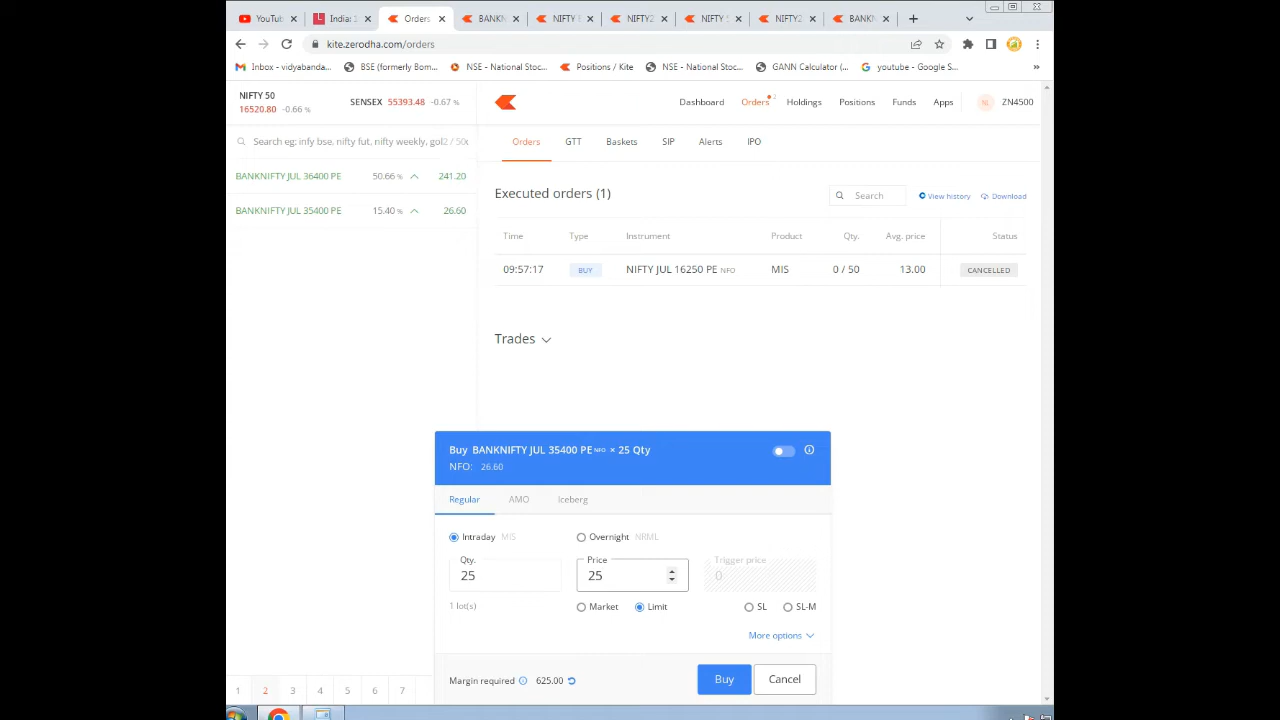 YouTub
India: S
Orders
BANKN
NIFTY B
NIFTY2
NIFTY 5
NIFTY2
BANKN
kite.zerodha.com/orders
Inbox - vidyabanda...
BSE (formerly Bom...
NSE - National Stoc...
Positions / Kite
NSE - National Stoc...
GANN Calculator (...
youtube - Google S...
»
NIFTY 50
16520.80 -0.66 %
SENSEX 55393.48 -0.67 %
Dashboard Orders 2 Holdings Positions Funds Apps ZN4500
Search eg: infy bse, nifty fut, nifty weekly, gol 2 / 50
Orders GTT Baskets SIP Alerts IPO
BANKNIFTY JUL 36400 PE 50.66 % 241.20
BANKNIFTY JUL 35400 PE 15.40 % 26.60
Executed orders (1)
Search View history Download
Time Type Instrument Product Qty. Avg. price Status
09:57:17 BUY NIFTY JUL 16250 PE NFO MIS 0 / 50 13.00 CANCELLED
Trades
Buy BANKNIFTY JUL 35400 PE NFO × 25 Qty
NFO: 26.60
Regular AMO Iceberg
Intraday MIS Overnight NRML
Qty. Price Trigger price
25 25 0
1 lot(s) Market Limit SL SL-M
More options
Margin required 625.00 Buy Cancel
1 2 3 4 5 6 7